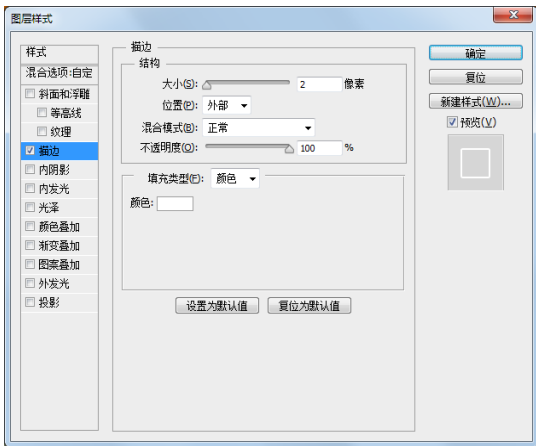 图层样式
样式
混合选项:自定
斜面和浮雕
等高线
纹理
描边
内阴影
内发光
光泽
颜色叠加
渐变叠加
图案叠加
外发光
投影
描边
结构
大小(S): 2 像素
位置(P): 外部
混合模式(B): 正常
不透明度(O): 100 %
填充类型(F): 颜色
颜色:
设置为默认值 复位为默认值
确定
复位
新建样式(W)...
预览(V)